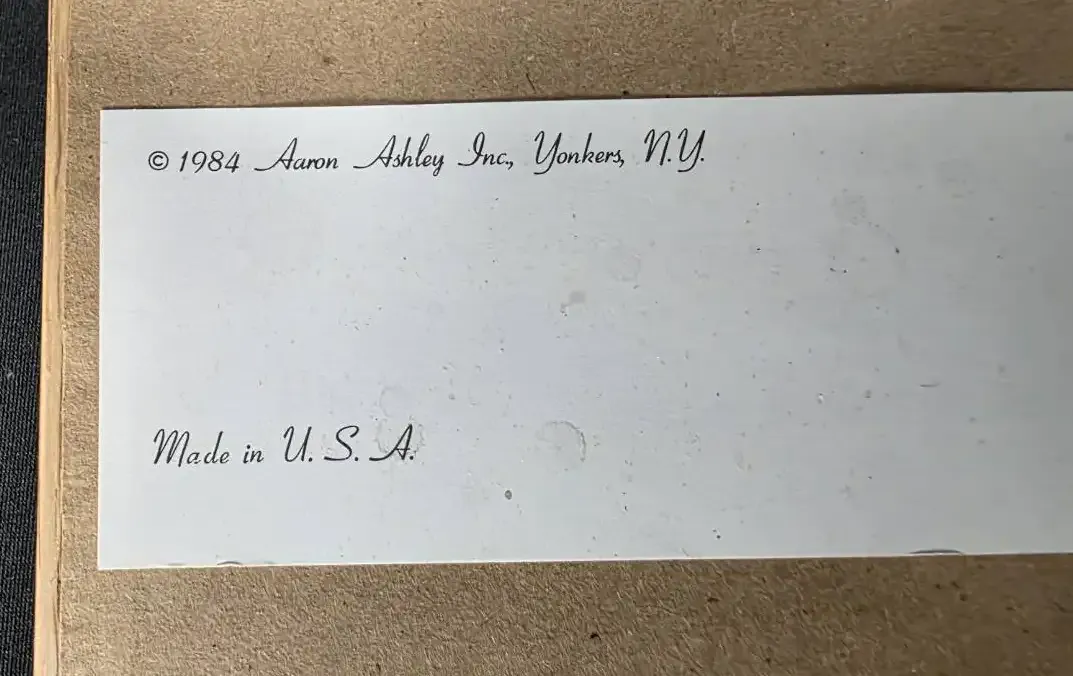 © 1984 Aaron Ashley Inc., Yonkers, N.Y.
Made in U. S. A.